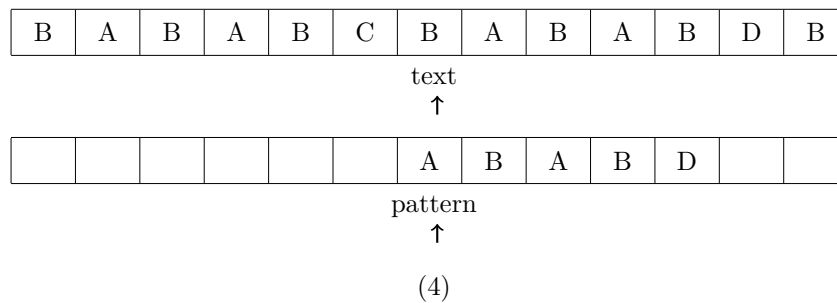 B A B A B C B A B A B D B
text
↑
A B A B D
pattern
↑
(4)